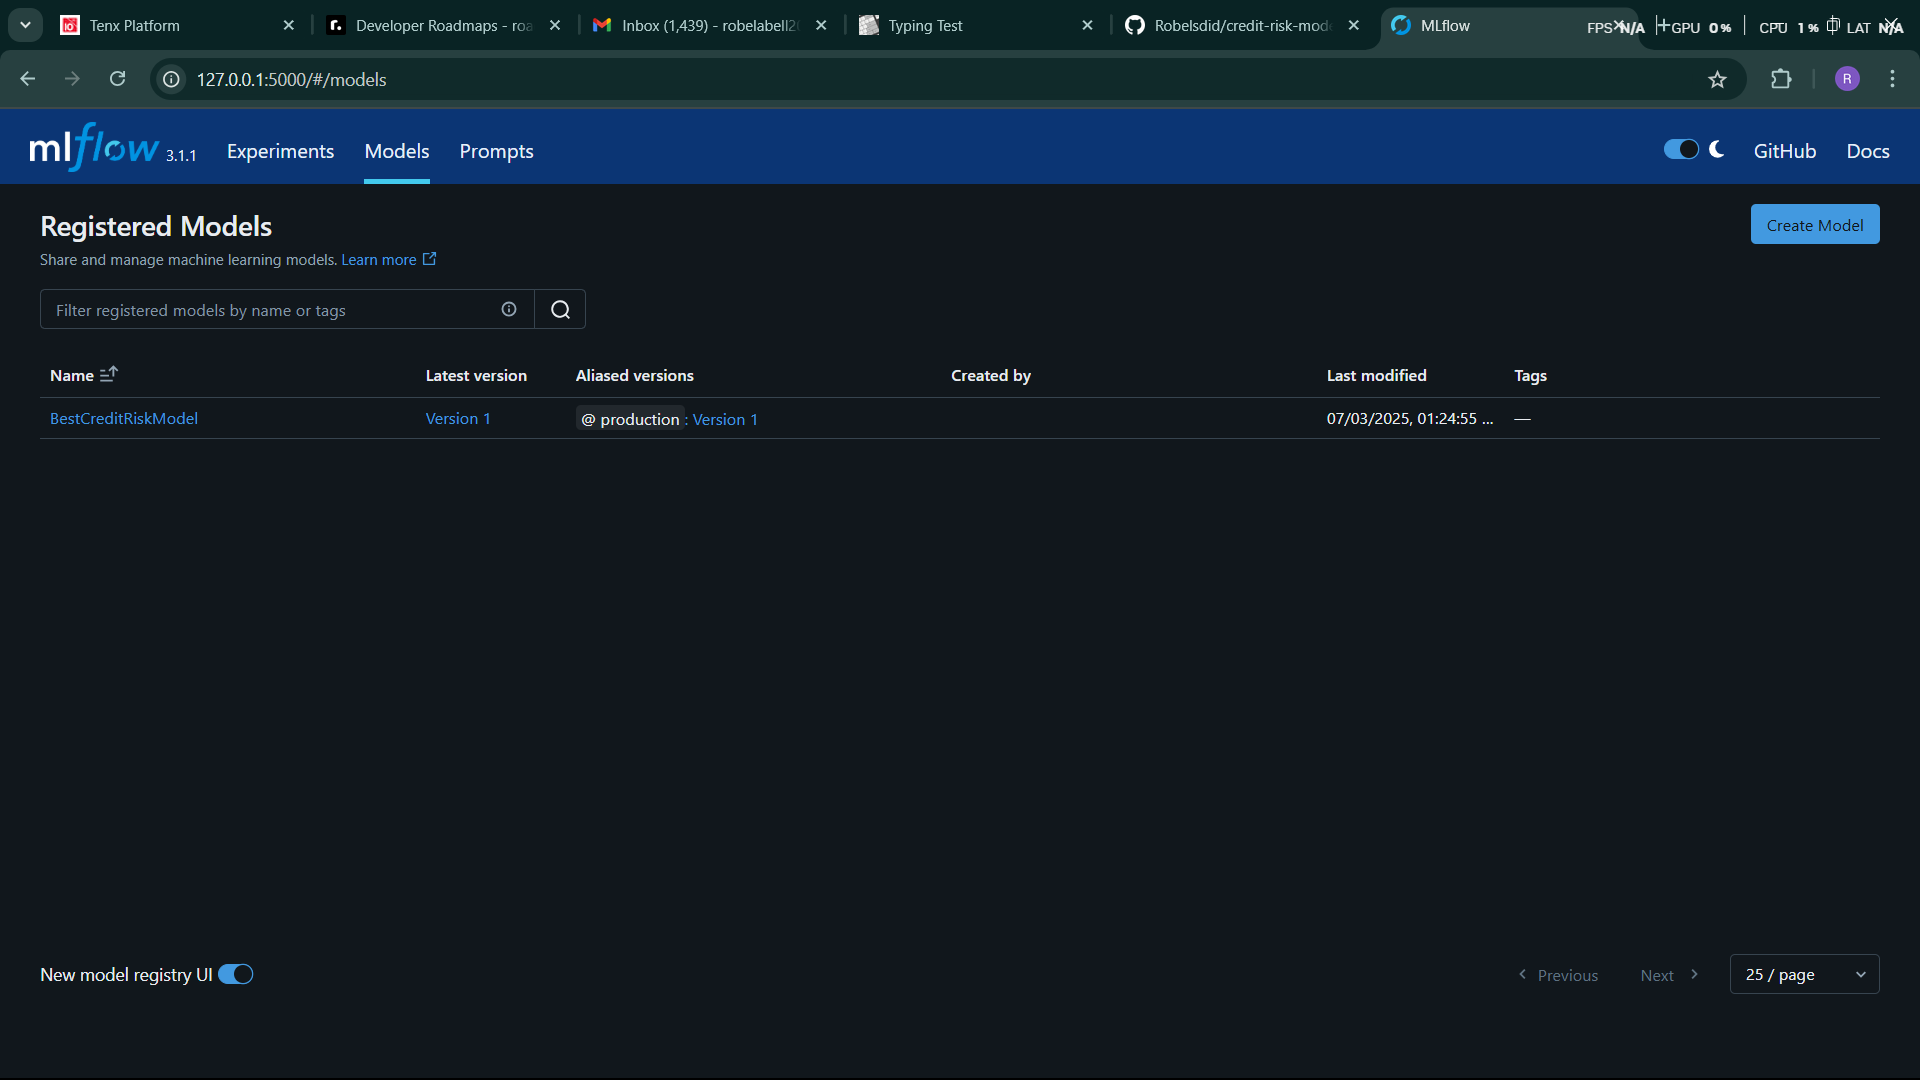 Tenx Platform
Developer Roadmaps - roa
Inbox (1,439) - robelabell20
Typing Test
Robelsdid/credit-risk-mode
MLflow
FPS N/A GPU 0% CPU 1% LAT N/A
127.0.0.1:5000/#/models
R
mlflow 3.1.1 Experiments Models Prompts GitHub Docs
Registered Models
Create Model
Share and manage machine learning models. Learn more
Filter registered models by name or tags
Name Latest version Aliased versions Created by Last modified Tags
BestCreditRiskModel Version 1 @ production : Version 1 07/03/2025, 01:24:55 ... —
New model registry UI Previous Next 25 / page